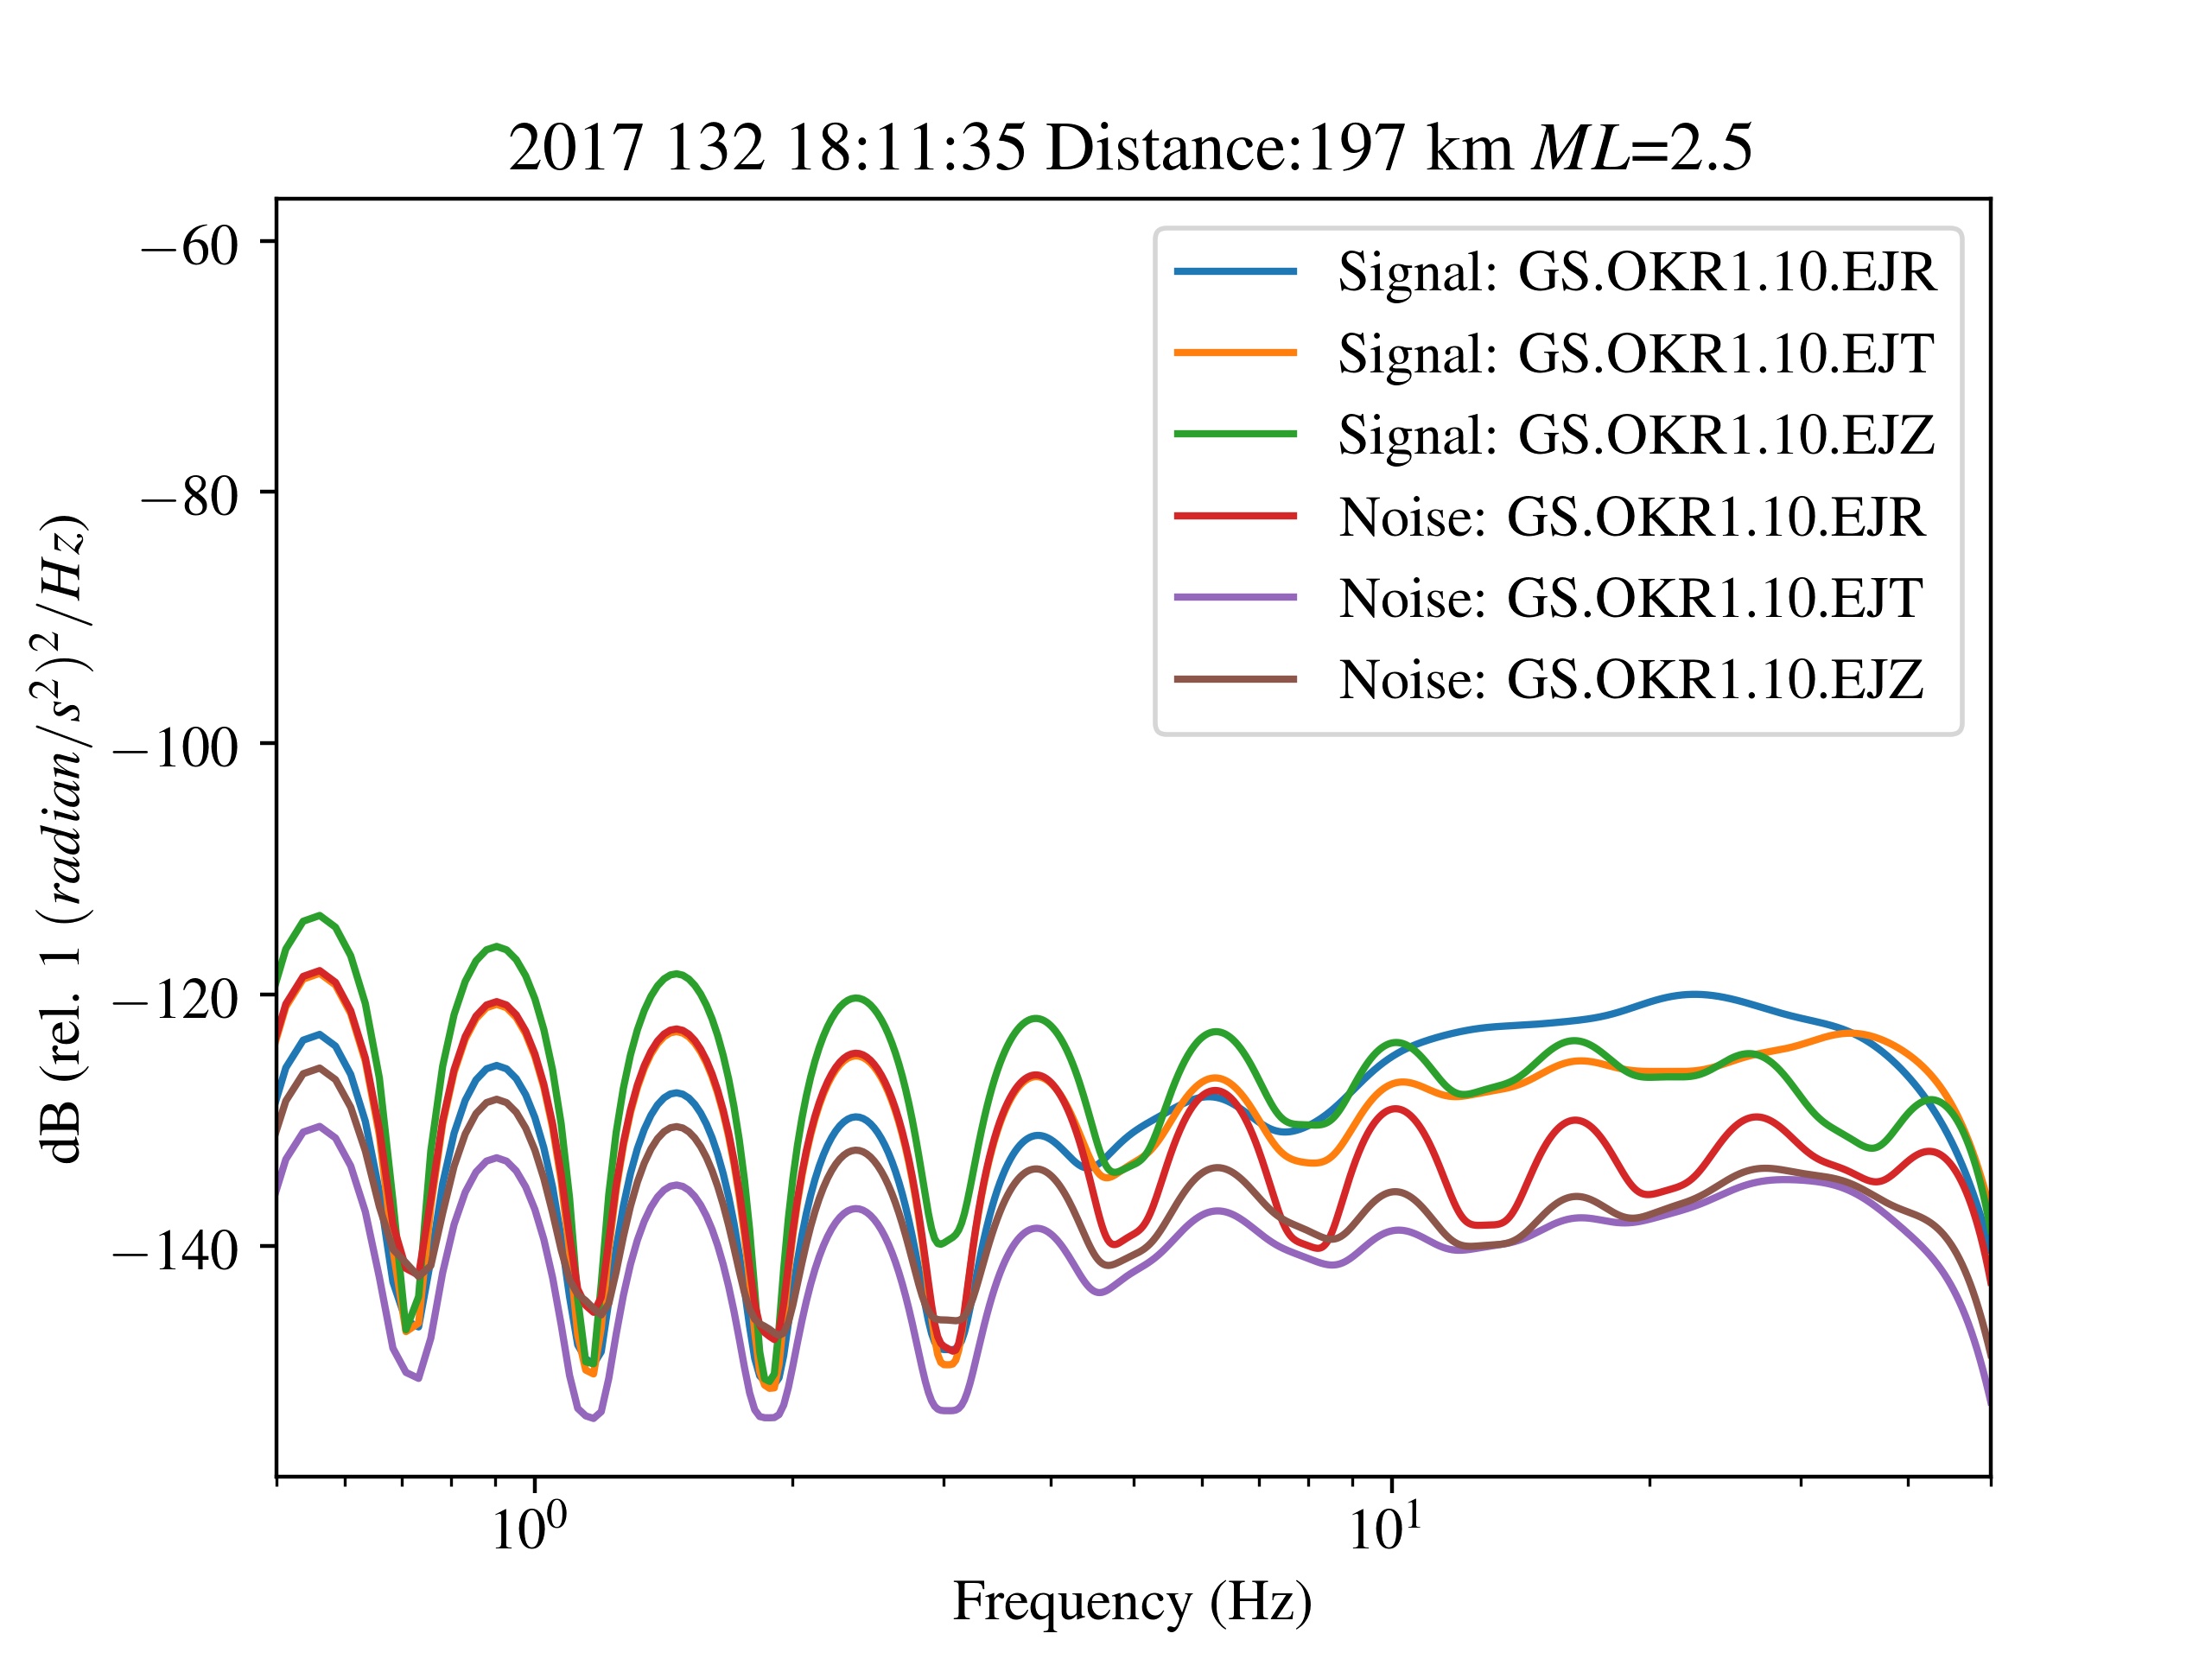 2017 132 18:11:35 Distance:197 km ML=2.5
dB (rel. 1 (radian/s²)²/Hz)
−60
−80
−100
−120
−140
Signal: GS.OKR1.10.EJR
Signal: GS.OKR1.10.EJT
Signal: GS.OKR1.10.EJZ
Noise: GS.OKR1.10.EJR
Noise: GS.OKR1.10.EJT
Noise: GS.OKR1.10.EJZ
10⁰ 10¹
Frequency (Hz)